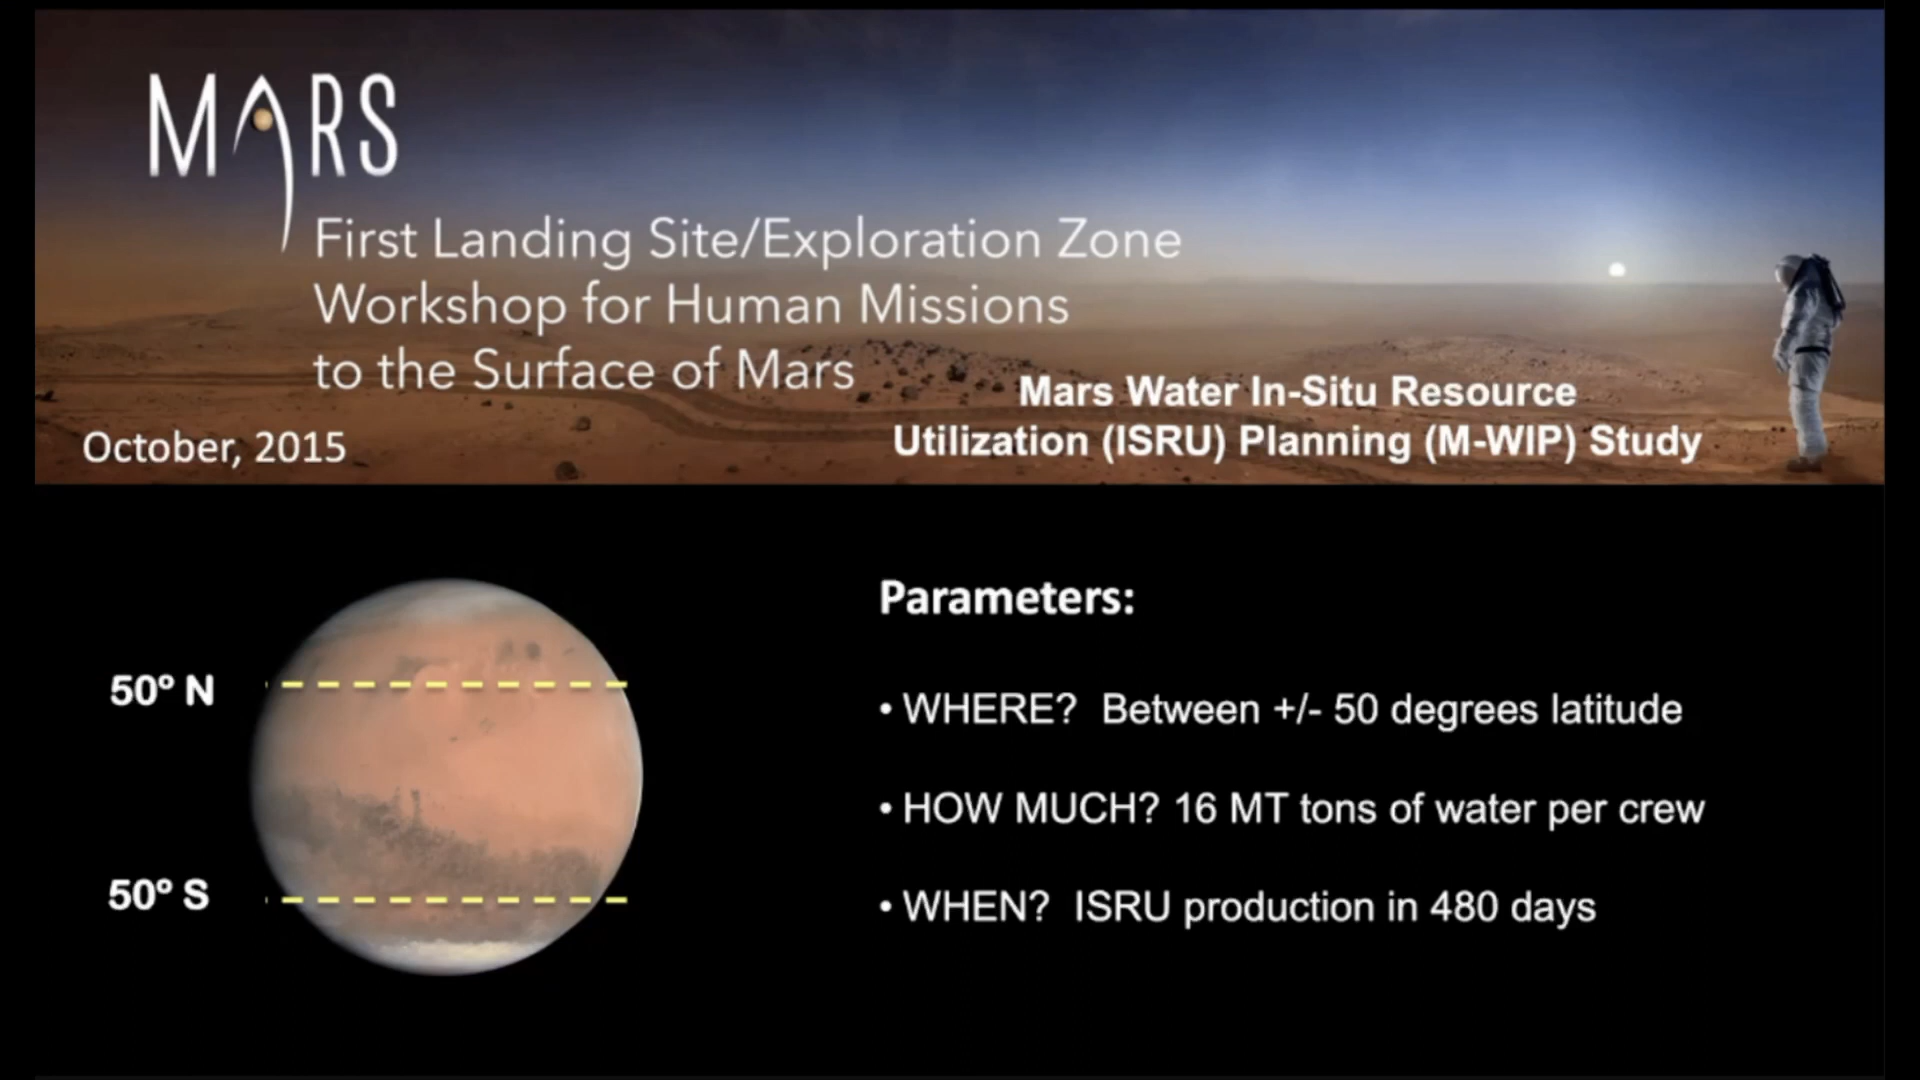 MARS
First Landing Site/Exploration Zone
Workshop for Human Missions
to the Surface of Mars
Mars Water In-Situ Resource
Utilization (ISRU) Planning (M-WIP) Study
October, 2015
50º N
50º S
Parameters:
• WHERE? Between +/- 50 degrees latitude
• HOW MUCH? 16 MT tons of water per crew
• WHEN? ISRU production in 480 days